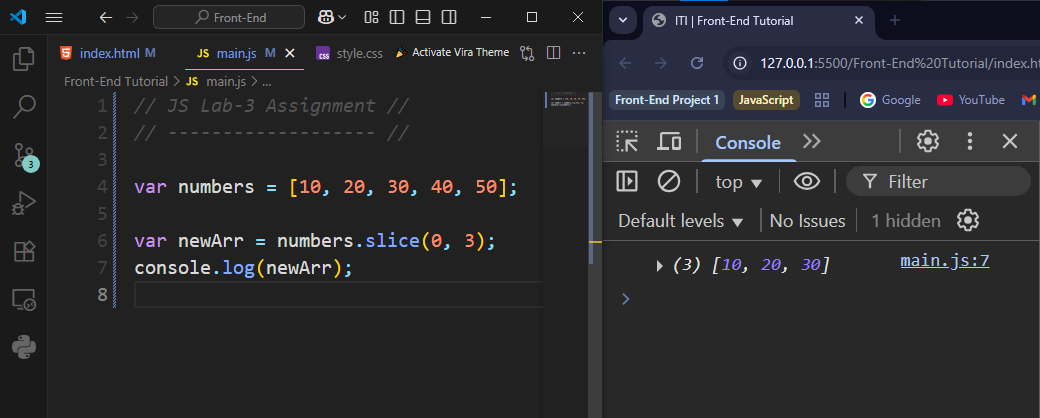 Front-End
index.html M
JS main.js M
CSS style.css
Activate Vira Theme
Front-End Tutorial > JS main.js > ...
1 // JS Lab-3 Assignment //
2 // ------------------- //
3
4 var numbers = [10, 20, 30, 40, 50];
5
6 var newArr = numbers.slice(0, 3);
7 console.log(newArr);
8
3
ITI | Front-End Tutorial
127.0.0.1:5500/Front-End%20Tutorial/index.ht
Front-End Project 1 JavaScript Google YouTube
Console
top Filter
Default levels No Issues 1 hidden
(3) [10, 20, 30] main.js:7